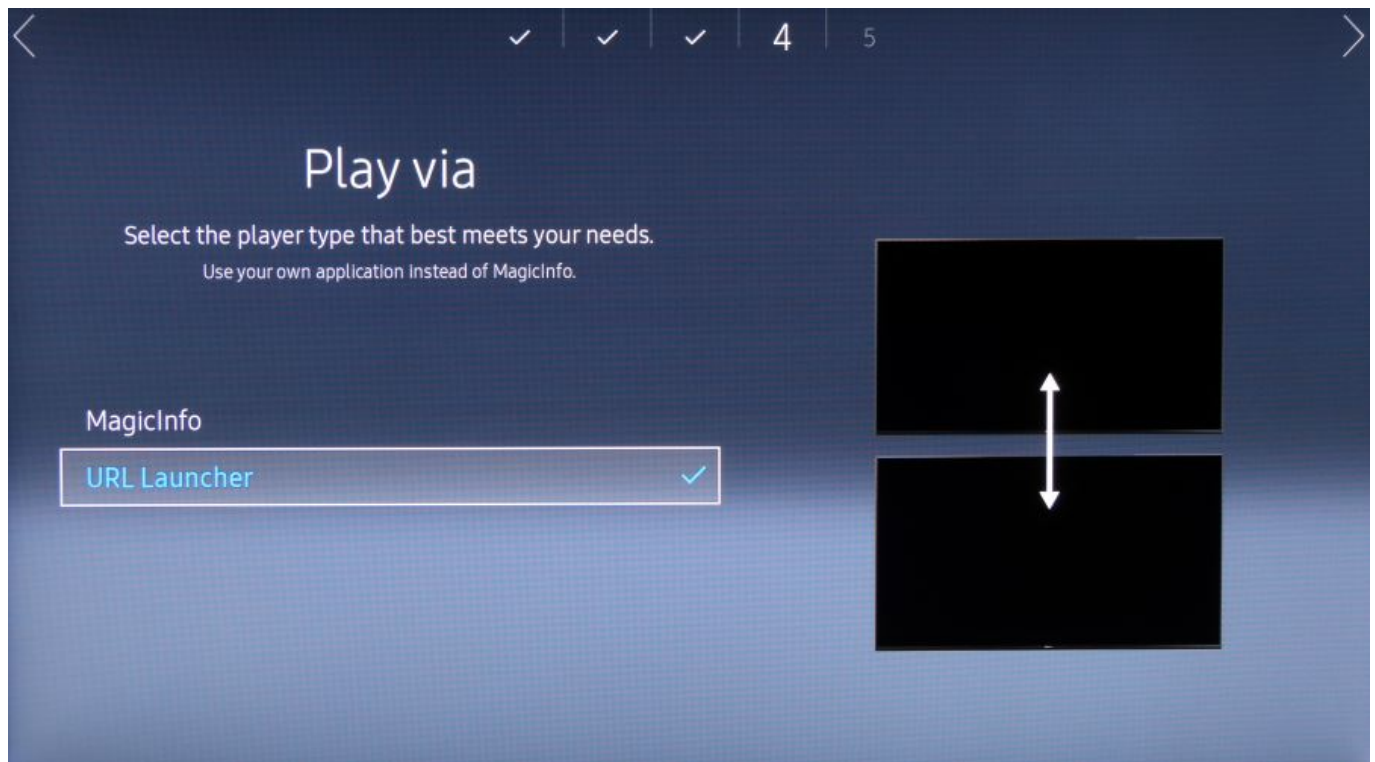 4
5
Play via
Select the player type that best meets your needs.
Use your own application instead of MagicInfo.
MagicInfo
URL Launcher